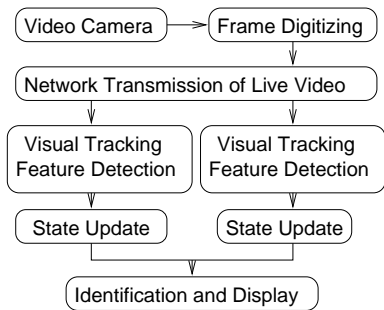 Video Camera
Frame Digitizing
Network Transmission of Live Video
Visual Tracking
Feature Detection
Visual Tracking
Feature Detection
State Update
State Update
Identification and Display